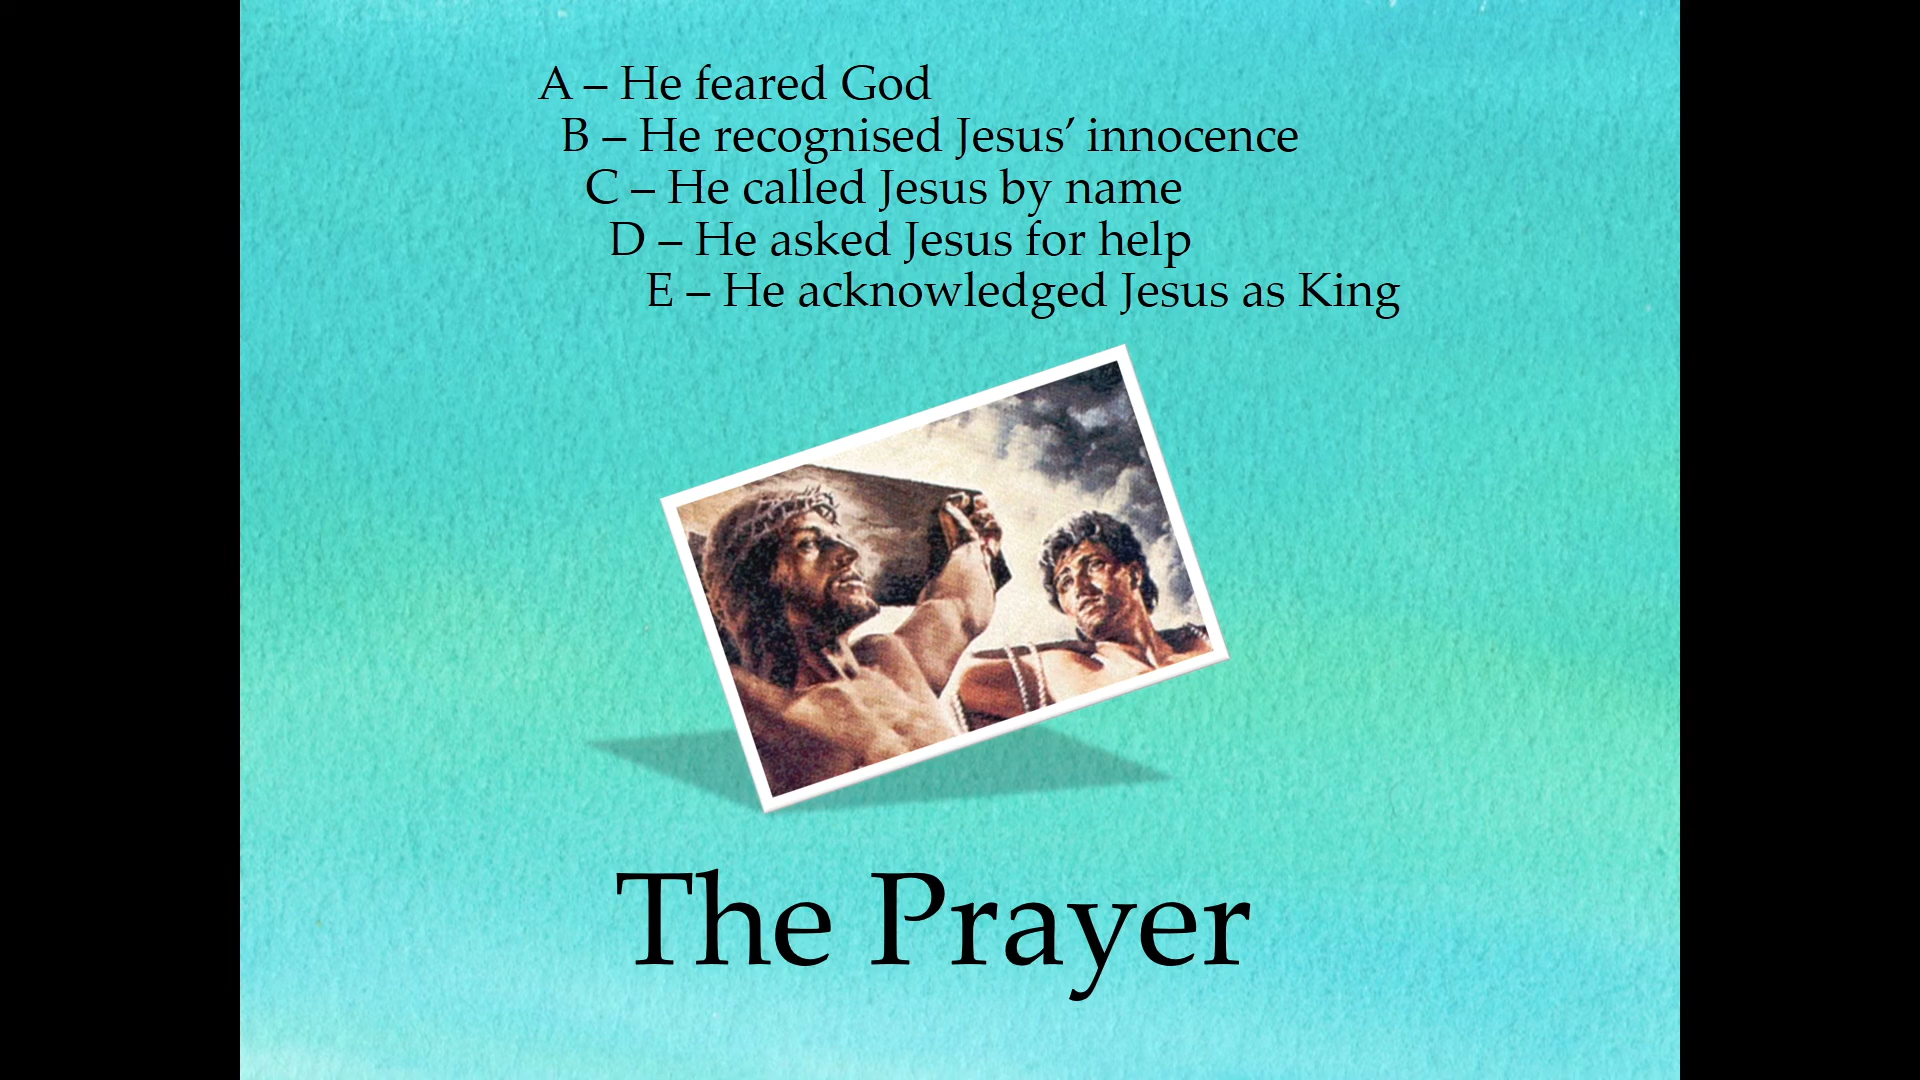 A – He feared God
B – He recognised Jesus’ innocence
C – He called Jesus by name
D – He asked Jesus for help
E – He acknowledged Jesus as King
The Prayer